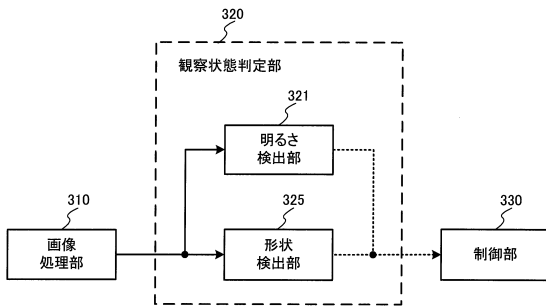 320
観察状態判定部
321
明るさ
検出部
310
画像
処理部
325
形状
検出部
330
制御部